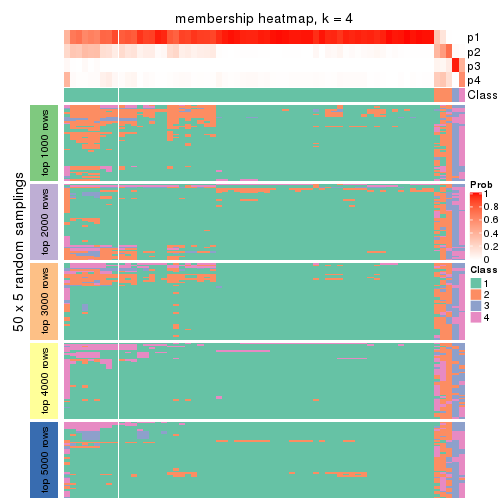 membership heatmap, k = 4
p1
p2
p3
p4
Class
50 x 5 random samplings
top 1000 rows
top 2000 rows
top 3000 rows
top 4000 rows
top 5000 rows
Prob
1
0.8
0.6
0.4
0.2
0
Class
1
2
3
4